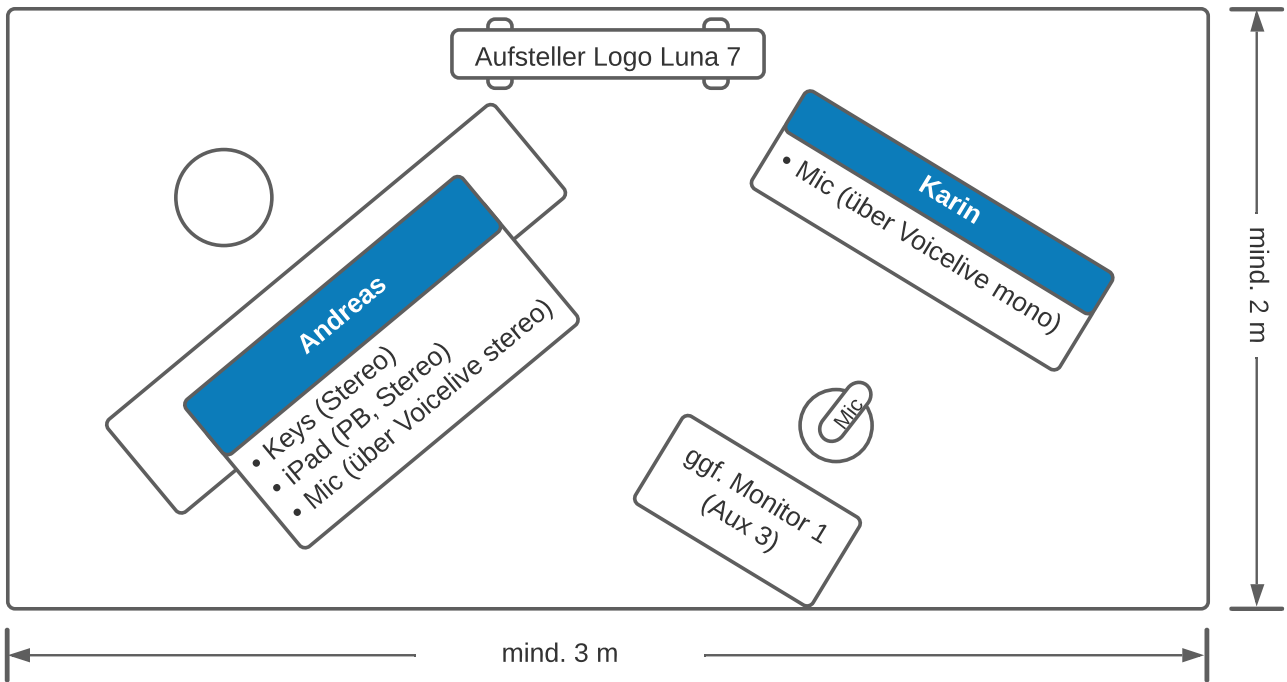 Aufsteller Logo Luna 7
Andreas
• Keys (Stereo)
• iPad (PB, Stereo)
• Mic (über Voicelive stereo)
Karin
• Mic (über Voicelive mono)
Mic
ggf. Monitor 1
(Aux 3)
mind. 2 m
mind. 3 m